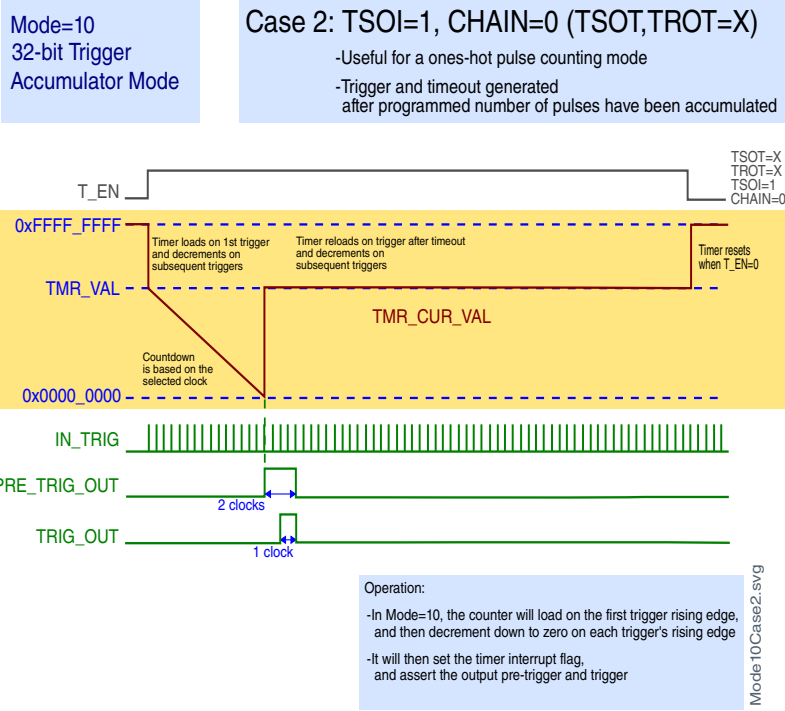 Mode=10
32-bit Trigger
Accumulator Mode
Case 2: TSOI=1, CHAIN=0 (TSOT,TROT=X)
-Useful for a ones-hot pulse counting mode
-Trigger and timeout generated
after programmed number of pulses have been accumulated
T_EN
TSOT=X
TROT=X
TSOI=1
CHAIN=0
0xFFFF_FFFF
Timer loads on 1st trigger
and decrements on
subsequent triggers
Timer reloads on trigger after timeout
and decrements on
subsequent triggers
Timer resets
when T_EN=0
TMR_VAL
TMR_CUR_VAL
Countdown
is based on the
selected clock
0x0000_0000
IN_TRIG
PRE_TRIG_OUT
2 clocks
TRIG_OUT
1 clock
Operation:
-In Mode=10, the counter will load on the first trigger rising edge,
and then decrement down to zero on each trigger's rising edge
-It will then set the timer interrupt flag,
and assert the output pre-trigger and trigger
Mode10Case2.svg